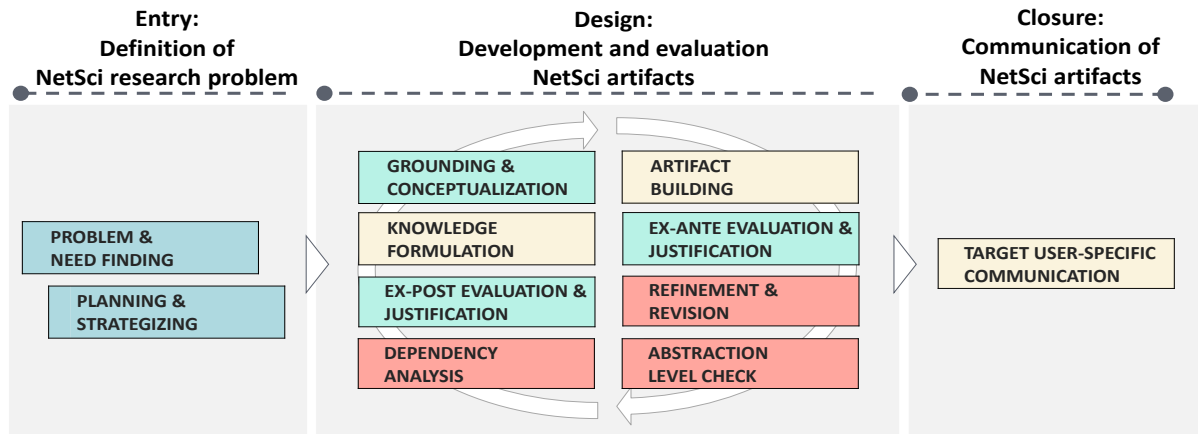 Entry:
Definition of
NetSci research problem
Design:
Development and evaluation
NetSci artifacts
Closure:
Communication of
NetSci artifacts
PROBLEM &
NEED FINDING
PLANNING &
STRATEGIZING
GROUNDING &
CONCEPTUALIZATION
ARTIFACT
BUILDING
KNOWLEDGE
FORMULATION
EX-ANTE EVALUATION &
JUSTIFICATION
EX-POST EVALUATION &
JUSTIFICATION
REFINEMENT &
REVISION
DEPENDENCY
ANALYSIS
ABSTRACTION
LEVEL CHECK
TARGET USER-SPECIFIC
COMMUNICATION